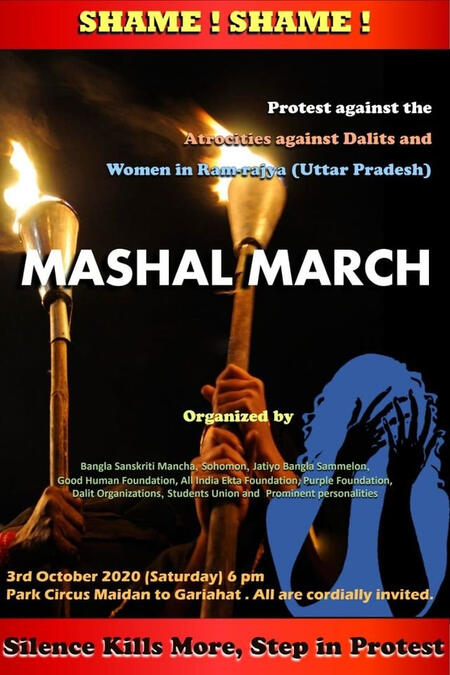 SHAME ! SHAME !
Protest against the
Atrocities against Dalits and
Women in Ram-rajya (Uttar Pradesh)
MASHAL MARCH
Organized by
Bangla Sanskriti Mancha, Sohomon, Jatiyo Bangla Sammelon,
Good Human Foundation, All India Ekta Foundation, Purple Foundation,
Dalit Organizations, Students Union and Prominent personalities
3rd October 2020 (Saturday) 6 pm
Park Circus Maidan to Gariahat . All are cordially invited.
Silence Kills More, Step in Protest